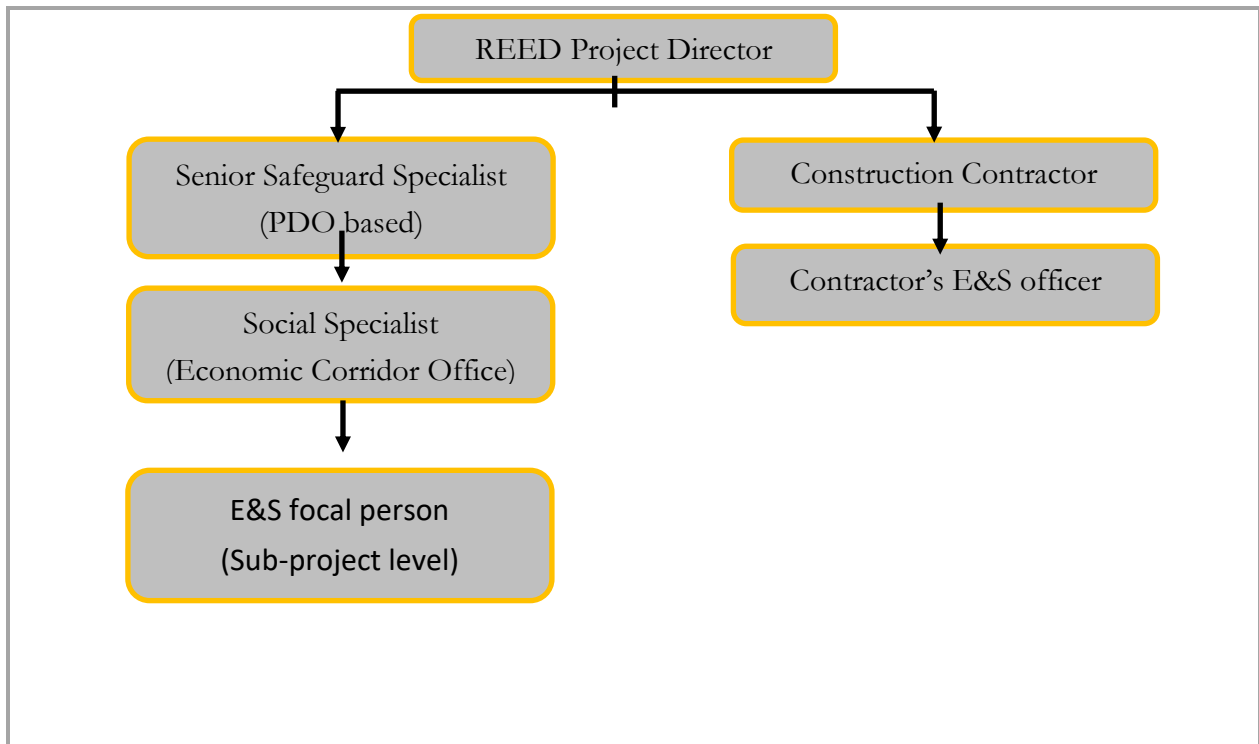 REED Project Director
Senior Safeguard Specialist
(PDO based)
Construction Contractor
Contractor’s E&S officer
Social Specialist
(Economic Corridor Office)
E&S focal person
(Sub-project level)